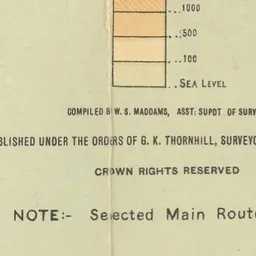 ...1000
...500
...100
..SEA LEVEL
COMPILED BY W. S. MADDAMS, ASST: SUPDT OF SURV
BLISHED UNDER THE ORDERS OF G. K. THORNHILL, SURVEYO
CROWN RIGHTS RESERVED
NOTE:- Selected Main Rout